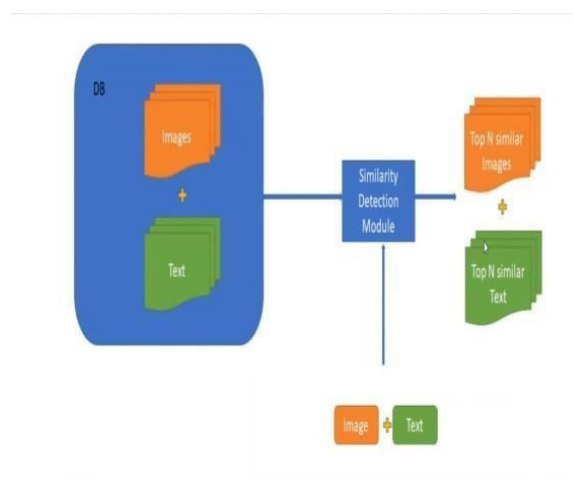 DB
Images
Text
Similarity
Detection
Module
Top N similar
Images
Top N similar
Text
Image
Text